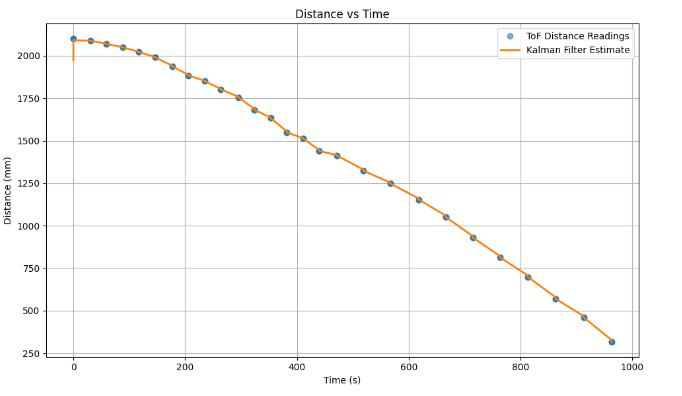 Distance vs Time
ToF Distance Readings
Kalman Filter Estimate
Distance (mm)
2000
1750
1500
1250
1000
750
500
250
0 200 400 600 800 1000
Time (s)